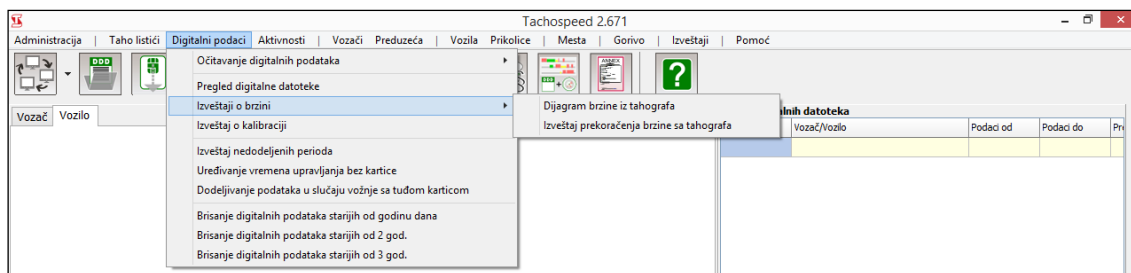 Tachospeed 2.671
Administracija | Taho listići Digitalni podaci Aktivnosti | Vozači Preduzeća | Vozila Prikolice | Mesta | Gorivo | Izveštaji | Pomoć
DDD
ANNEX
?
Vozač Vozilo
Očitavanje digitalnih podataka
Pregled digitalne datoteke
Izveštaji o brzini
Izveštaj o kalibraciji
Izveštaj nedodeljenih perioda
Uređivanje vremena upravljanja bez kartice
Dodeljivanje podataka u slučaju vožnje sa tuđom karticom
Brisanje digitalnih podataka starijih od godinu dana
Brisanje digitalnih podataka starijih od 2 god.
Brisanje digitalnih podataka starijih od 3 god.
Dijagram brzine iz tahografa
Izveštaj prekoračenja brzine sa tahografa
datoteka
Vozač/Vozilo Podaci od Podaci do